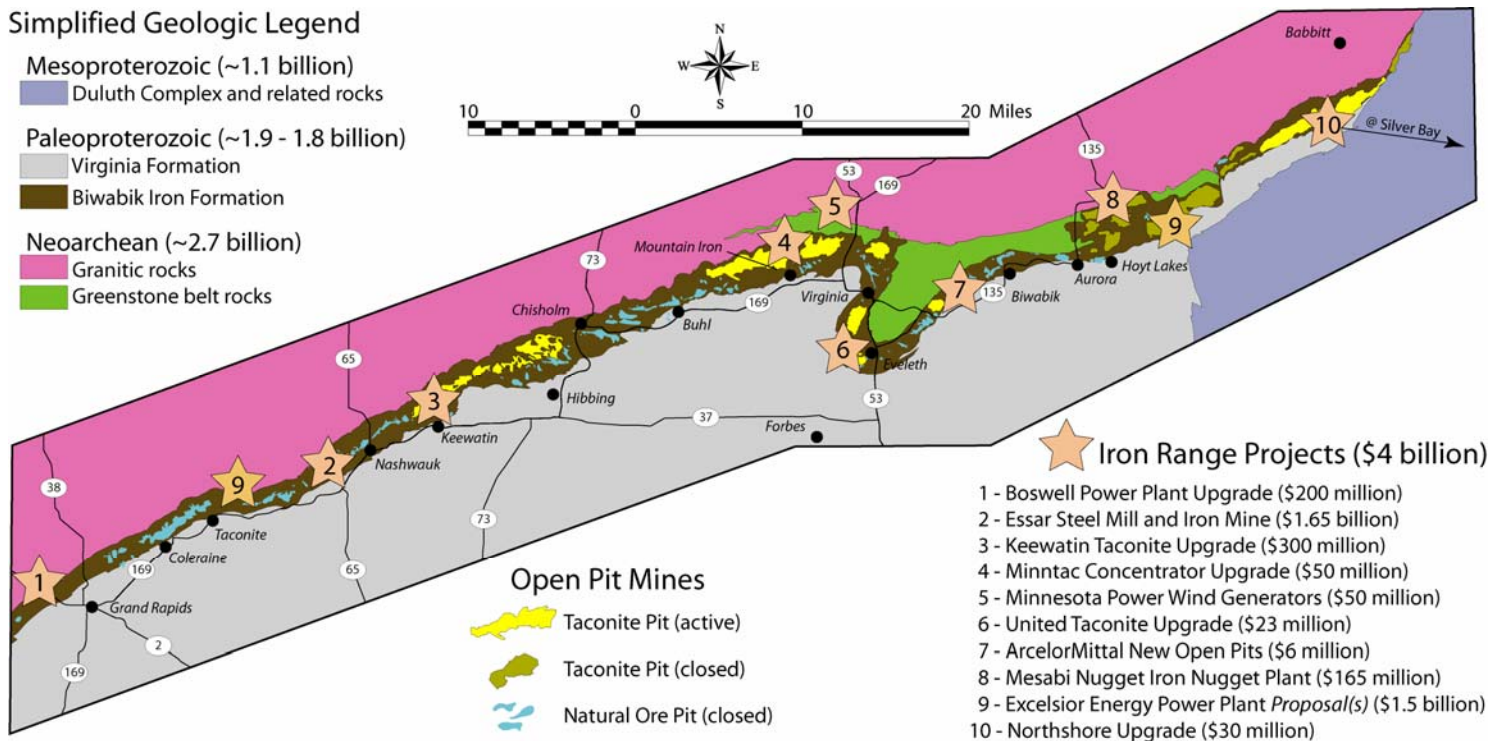 Simplified Geologic Legend
Mesoproterozoic (~1.1 billion)
Duluth Complex and related rocks
Paleoproterozoic (~1.9 - 1.8 billion)
Virginia Formation
Biwabik Iron Formation
Neoarchean (~2.7 billion)
Granitic rocks
Greenstone belt rocks
N
W E
S
10 0 10 20 Miles
Babbitt
10
@ Silver Bay
135
53
169
5
8
9
4
Mountain Iron
73
Hoyt Lakes
Aurora
7
135
Biwabik
Virginia
169
Chisholm
Buhl
6
Eveleth
65
3
Hibbing
53
37
Forbes
Keewatin
2
Nashwauk
9
38
Taconite
73
Coleraine
169
65
1
Grand Rapids
2
169
Open Pit Mines
Taconite Pit (active)
Taconite Pit (closed)
Natural Ore Pit (closed)
Iron Range Projects ($4 billion)
1 - Boswell Power Plant Upgrade ($200 million)
2 - Essar Steel Mill and Iron Mine ($1.65 billion)
3 - Keewatin Taconite Upgrade ($300 million)
4 - Minntac Concentrator Upgrade ($50 million)
5 - Minnesota Power Wind Generators ($50 million)
6 - United Taconite Upgrade ($23 million)
7 - ArcelorMittal New Open Pits ($6 million)
8 - Mesabi Nugget Iron Nugget Plant ($165 million)
9 - Excelsior Energy Power Plant Proposal(s) ($1.5 billion)
10 - Northshore Upgrade ($30 million)